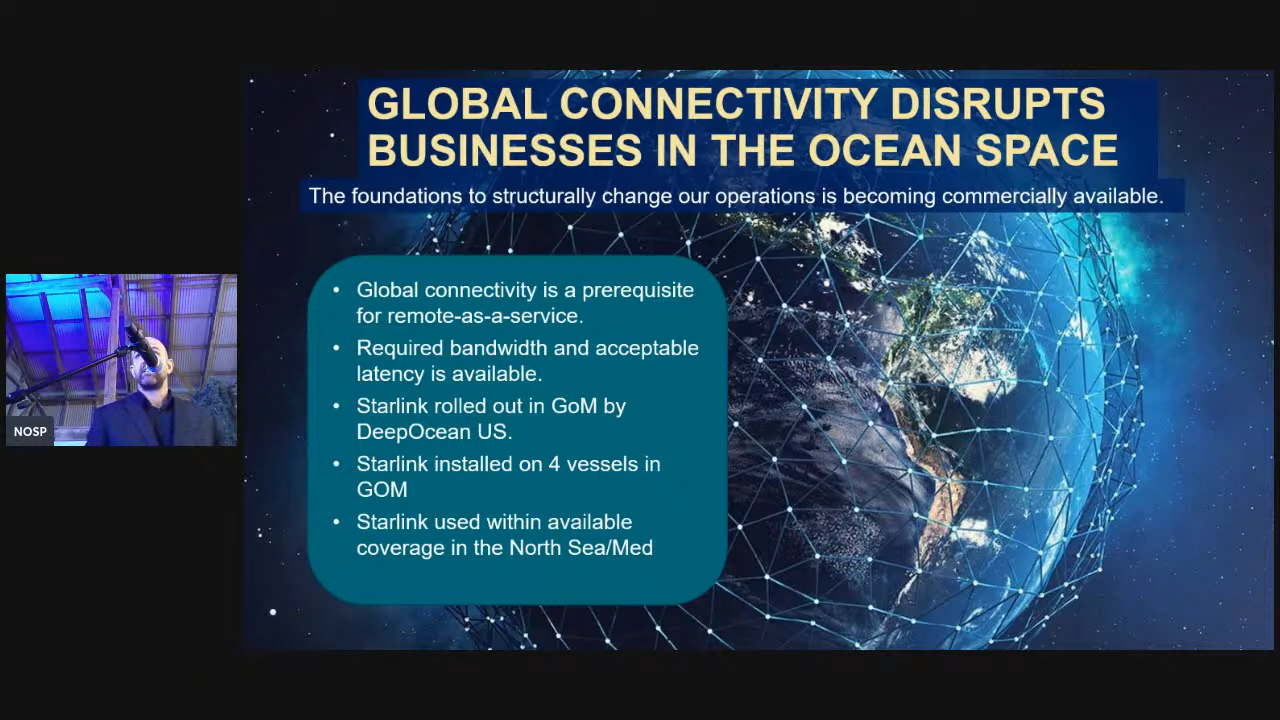 GLOBAL CONNECTIVITY DISRUPTS
BUSINESSES IN THE OCEAN SPACE
The foundations to structurally change our operations is becoming commercially available.
• Global connectivity is a prerequisite
for remote-as-a-service.
• Required bandwidth and acceptable
latency is available.
• Starlink rolled out in GoM by
DeepOcean US.
• Starlink installed on 4 vessels in
GOM
• Starlink used within available
coverage in the North Sea/Med
NOSP